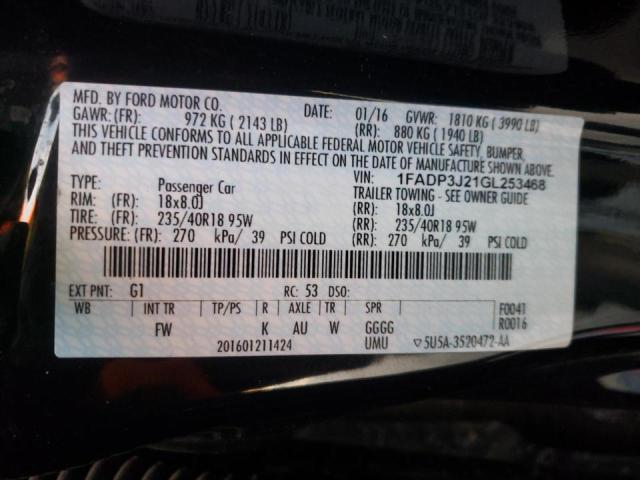 MFD. BY FORD MOTOR CO.
DATE: 01/16 GVWR: 1810 KG ( 3990 LB)
GAWR: (FR): 972 KG ( 2143 LB) (RR): 880 KG ( 1940 LB)
THIS VEHICLE CONFORMS TO ALL APPLICABLE FEDERAL MOTOR VEHICLE SAFETY, BUMPER,
AND THEFT PREVENTION STANDARDS IN EFFECT ON THE DATE OF MANUFACTURE SHOWN ABOVE.
VIN: 1FADP3J21GL253468
TYPE: Passenger Car TRAILER TOWING - SEE OWNER GUIDE
RIM: (FR): 18x8.0J (RR): 18x8.0J
TIRE: (FR): 235/40R18 95W (RR): 235/40R18 95W
PRESSURE: (FR): 270 kPa/ 39 PSI COLD (RR): 270 kPa/ 39 PSI COLD
EXT PNT: G1 RC: 53 DSO:
WB INT TR TP/PS R AXLE TR SPR F0041
FW K AU W GGGG R0016
201601211424 UMU ▽5U5A-3520472-AA